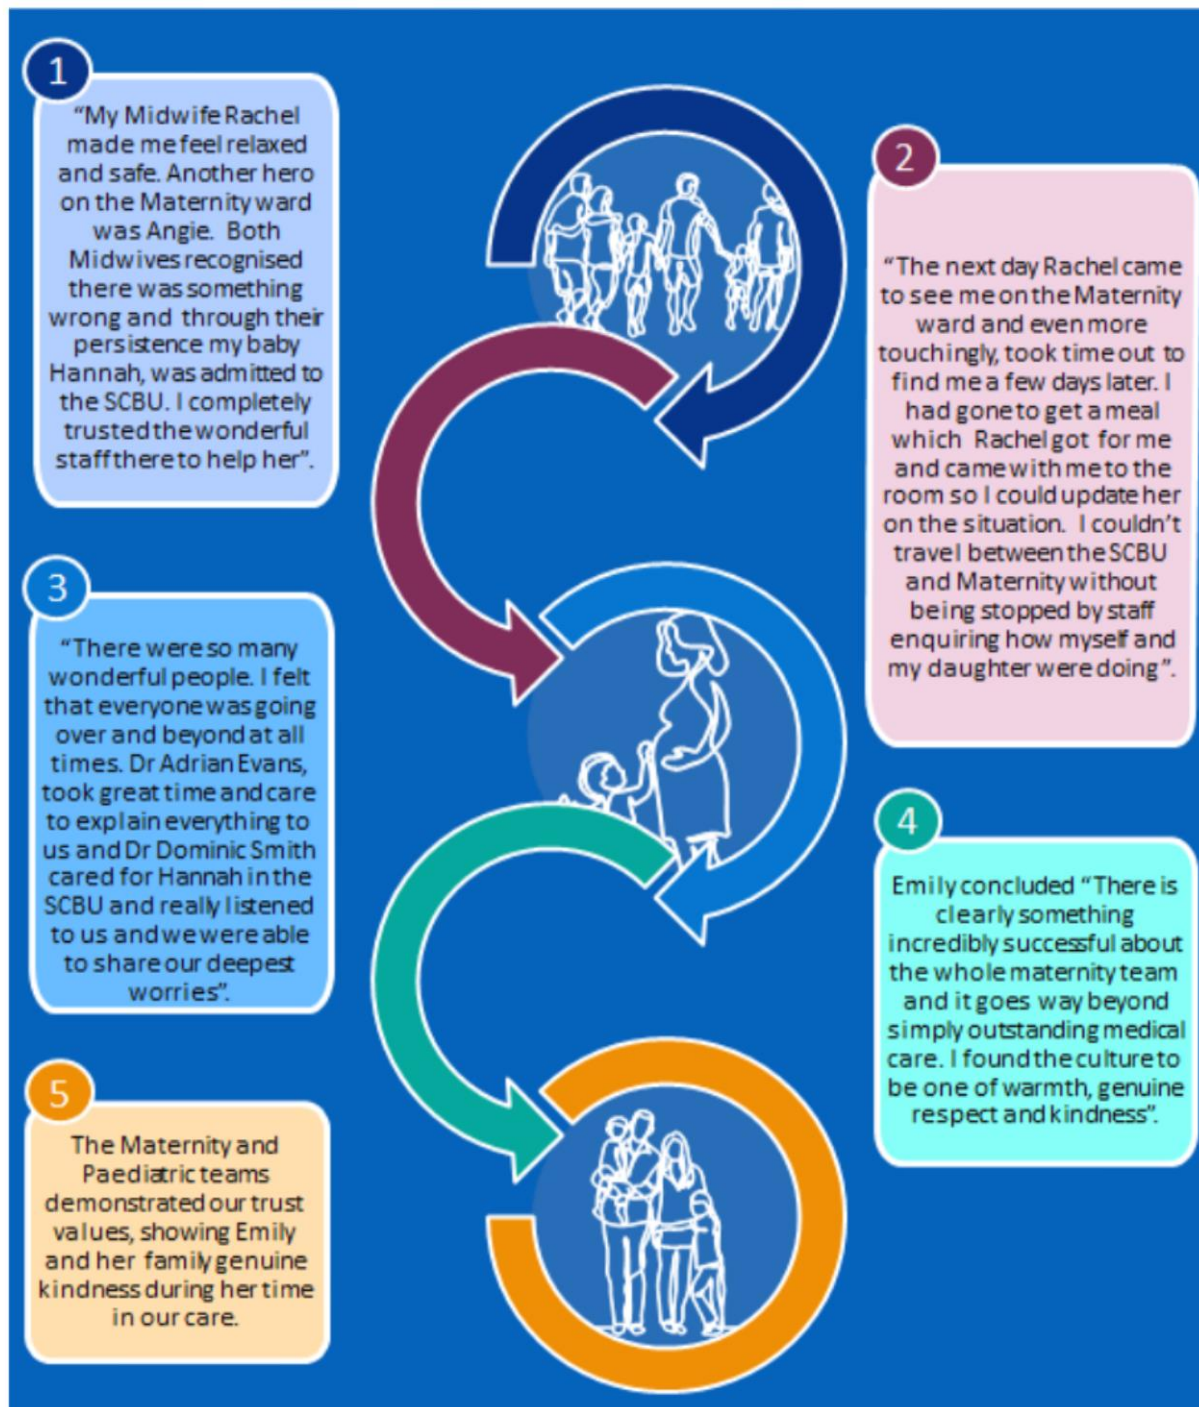 1
“My Midwife Rachel
made me feel relaxed
and safe. Another hero
on the Maternity ward
was Angie. Both
Midwives recognised
there was something
wrong and through their
persistence my baby
Hannah, was admitted to
the SCBU. I completely
trusted the wonderful
staff there to help her”.
2
“The next day Rachel came
to see me on the Maternity
ward and even more
touchingly, took time out to
find me a few days later. I
had gone to get a meal
which Rachel got for me
and came with me to the
room so I could update her
on the situation. I couldn’t
travel between the SCBU
and Maternity without
being stopped by staff
enquiring how myself and
my daughter were doing”.
3
“There were so many
wonderful people. I felt
that everyone was going
over and beyond at all
times. Dr Adrian Evans,
took great time and care
to explain everything to
us and Dr Dominic Smith
cared for Hannah in the
SCBU and really listened
to us and we were able
to share our deepest
worries”.
4
Emily concluded “There is
clearly something
incredibly successful about
the whole maternity team
and it goes way beyond
simply outstanding medical
care. I found the culture to
be one of warmth, genuine
respect and kindness”.
5
The Maternity and
Paediatric teams
demonstrated our trust
values, showing Emily
and her family genuine
kindness during her time
in our care.